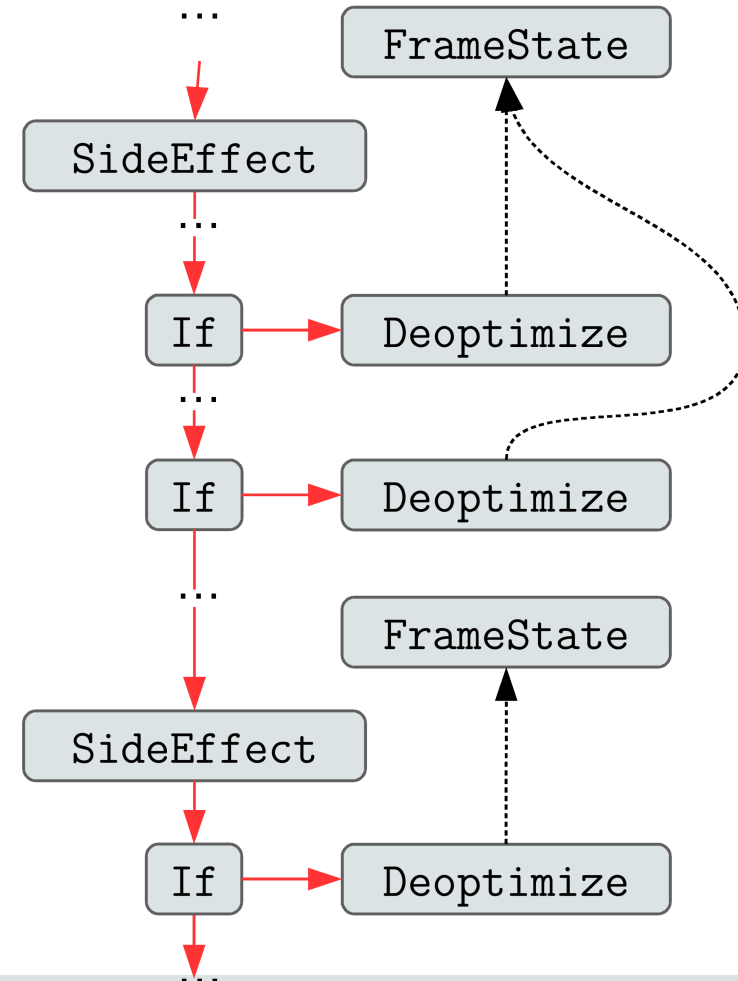 ...
FrameState
SideEffect
...
If
Deoptimize
...
If
Deoptimize
...
FrameState
SideEffect
If
Deoptimize
...